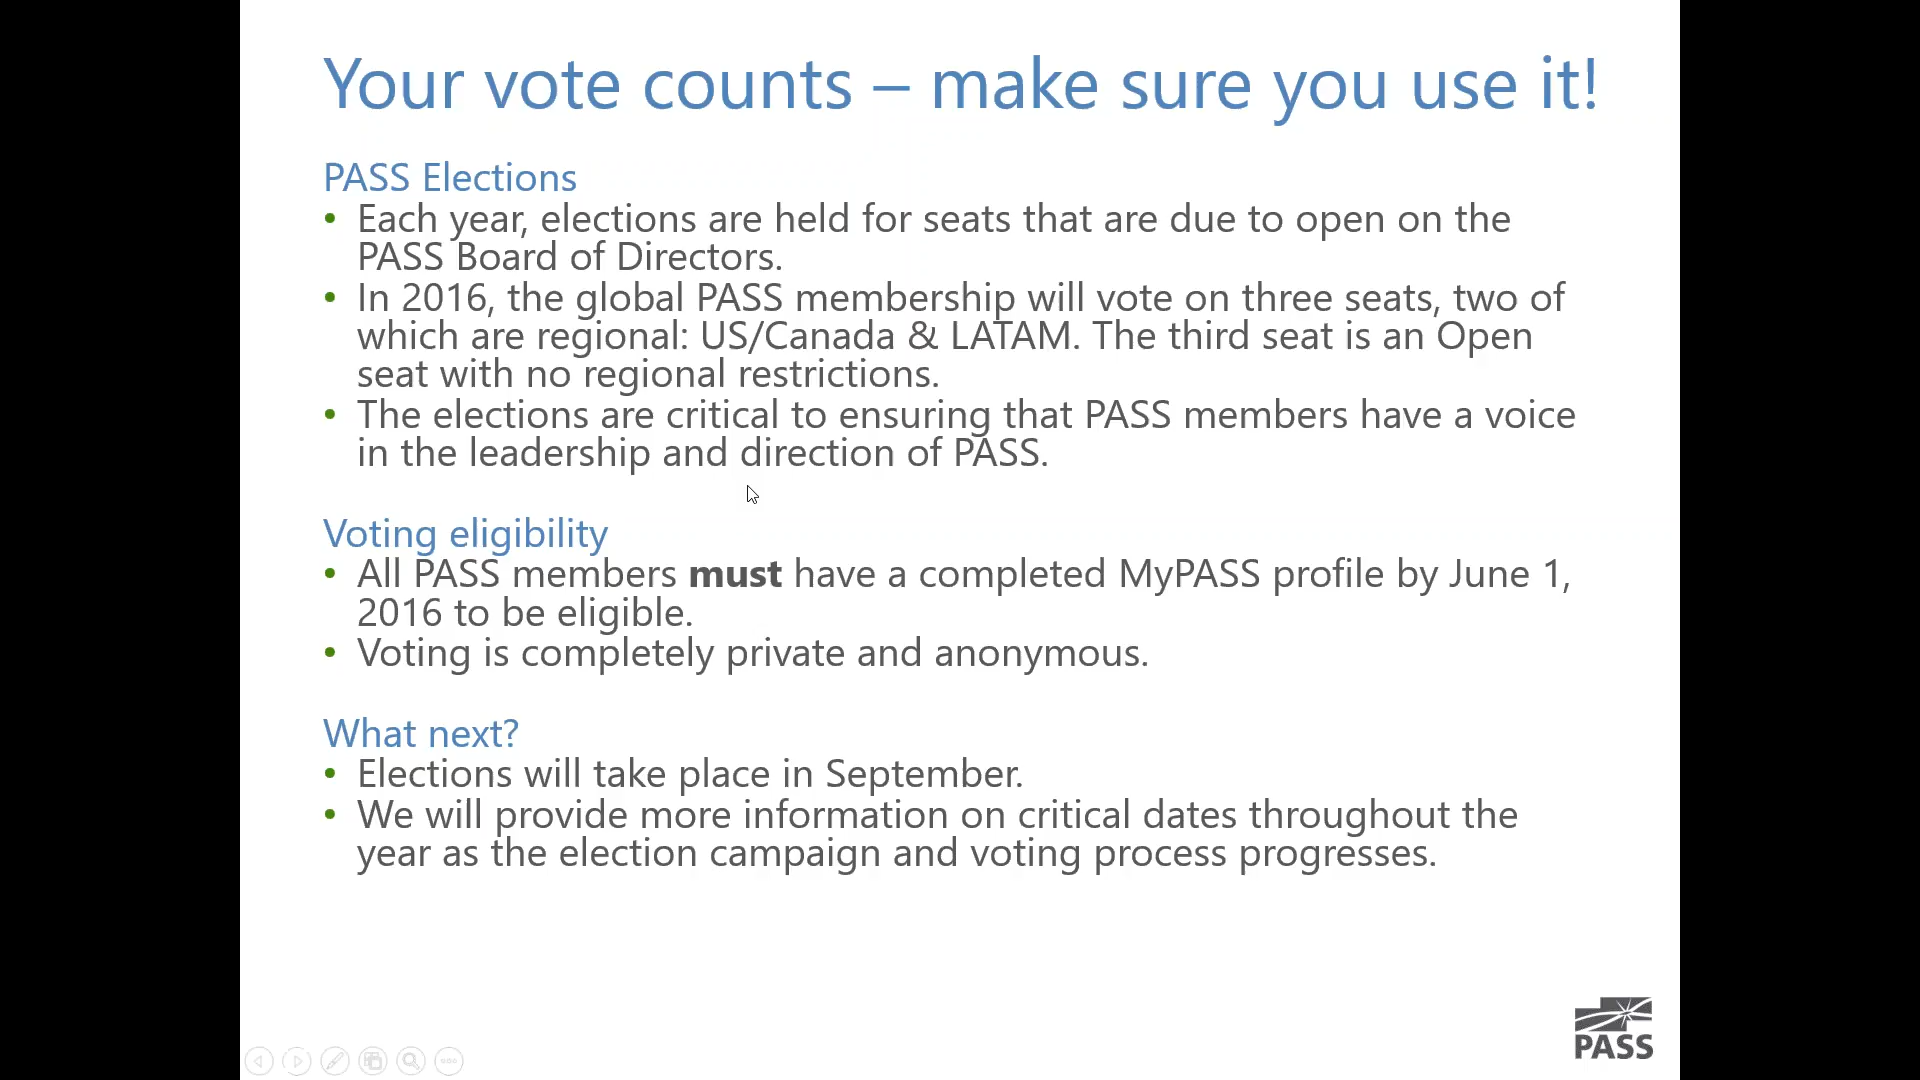 Your vote counts – make sure you use it!
PASS Elections
• Each year, elections are held for seats that are due to open on the
PASS Board of Directors.
• In 2016, the global PASS membership will vote on three seats, two of
which are regional: US/Canada & LATAM. The third seat is an Open
seat with no regional restrictions.
• The elections are critical to ensuring that PASS members have a voice
in the leadership and direction of PASS.
Voting eligibility
• All PASS members must have a completed MyPASS profile by June 1,
2016 to be eligible.
• Voting is completely private and anonymous.
What next?
• Elections will take place in September.
• We will provide more information on critical dates throughout the
year as the election campaign and voting process progresses.
PASS